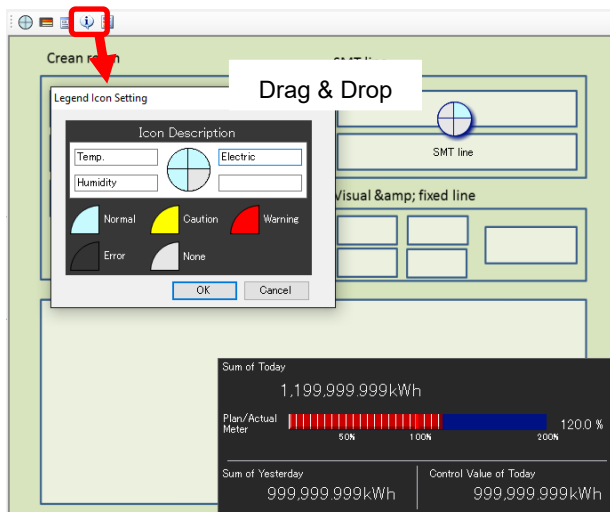 Crean r
m
SMT li
Drag & Drop
Legend Icon Setting
Icon Description
Temp.
Electric
Humidity
Normal
Caution
Warning
Error
None
OK
Cancel
SMT line
Visual &amp; fixed line
Sum of Today
1,199,999.999kWh
Plan/Actual
Meter
50%
100%
200%
120.0 %
Sum of Yesterday
Control Value of Today
999,999.999kWh
999,999.999kWh